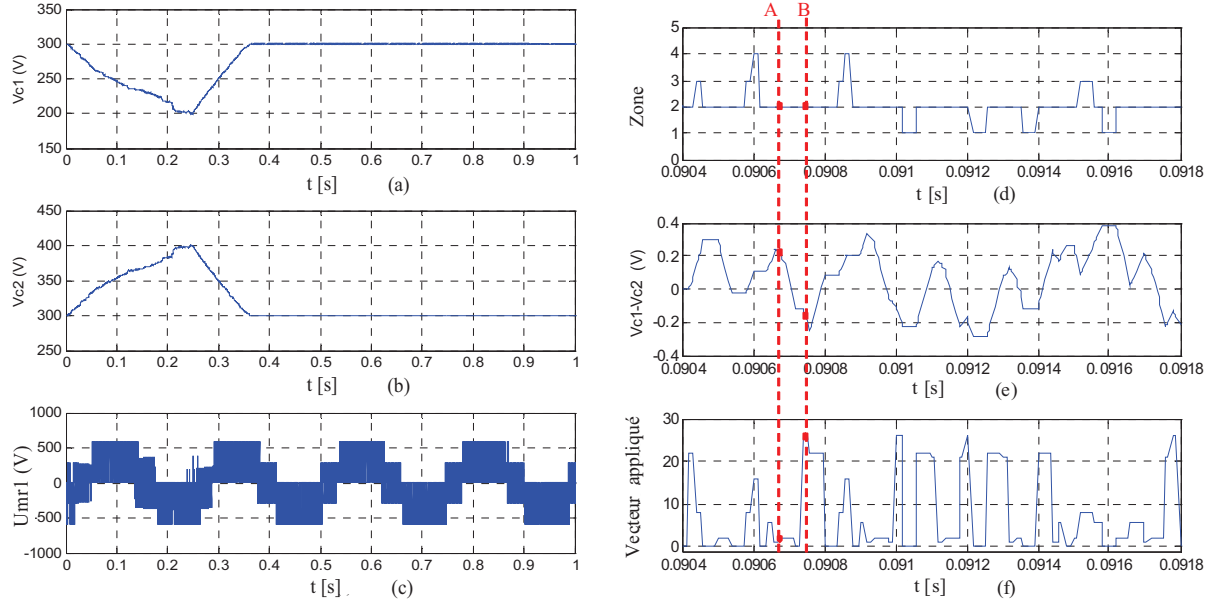 Vc1 (V)
350
300
250
200
150
0 0.1 0.2 0.3 0.4 0.5 0.6 0.7 0.8 0.9 1
t [s] (a)
Vc2 (V)
450
400
350
300
250
0 0.1 0.2 0.3 0.4 0.5 0.6 0.7 0.8 0.9 1
t [s] (b)
Umr1 (V)
1000
500
0
-500
-1000
0 0.1 0.2 0.3 0.4 0.5 0.6 0.7 0.8 0.9 1
t [s] (c)
A B
Zone
5
4
3
2
1
0
0.0904 0.0906 0.0908 0.091 0.0912 0.0914 0.0916 0.0918
t [s] (d)
Vc1-Vc2 (V)
0.4
0.2
0
-0.2
-0.4
0.0904 0.0906 0.0908 0.091 0.0912 0.0914 0.0916 0.0918
t [s] (e)
Vecteur appliqué
30
20
10
0
0.0904 0.0906 0.0908 0.091 0.0912 0.0914 0.0916 0.0918
t [s] (f)